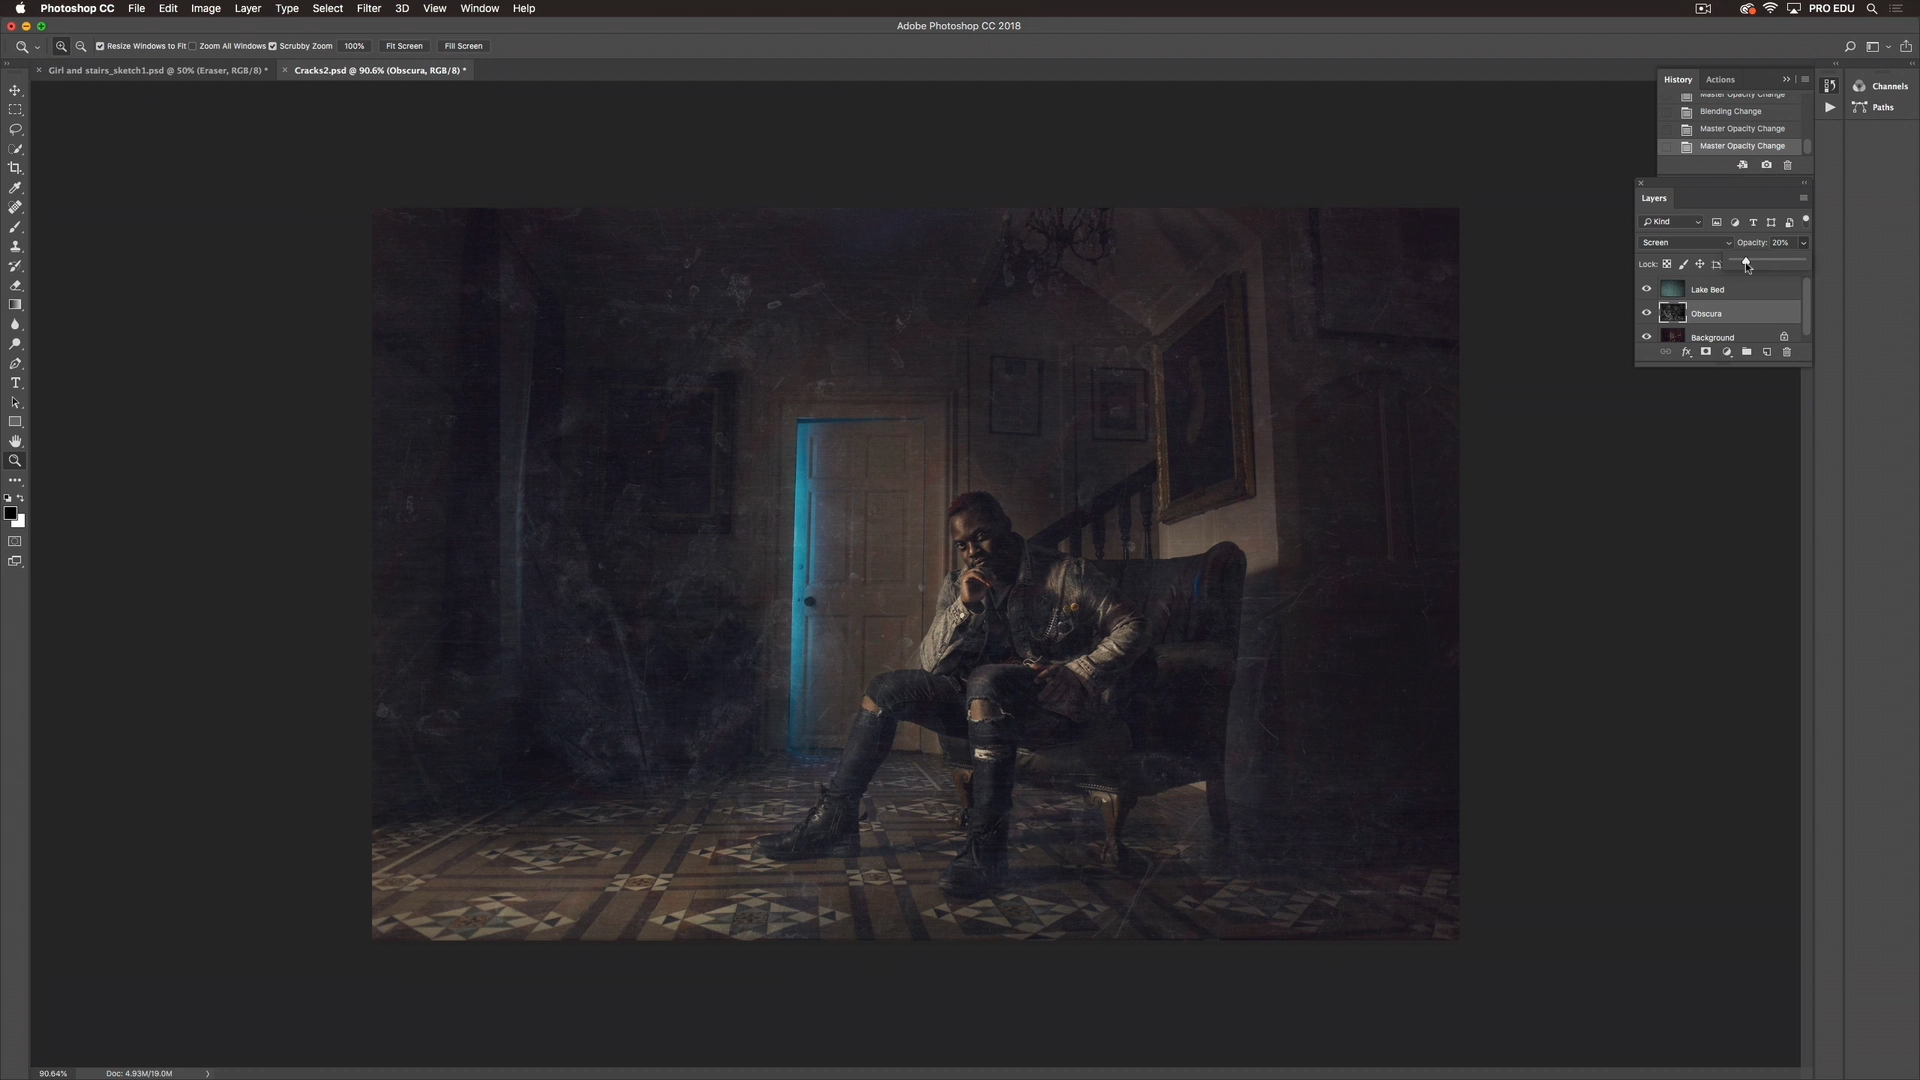 Photoshop CC File Edit Image Layer Type Select Filter 3D View Window Help PRO EDU
Adobe Photoshop CC 2018
Resize Windows to Fit Zoom All Windows Scrubby Zoom 100% Fit Screen Fill Screen
Girl and stairs_sketch1.psd @ 50% (Eraser, RGB/8) * Cracks2.psd @ 90.6% (Obscura, RGB/8) *
History Actions
Channels
Master Opacity Change
Paths
Blending Change
Master Opacity Change
Master Opacity Change
Layers
Kind
Screen Opacity: 20%
Lock:
Lake Bed
Obscura
Background
90.64% Doc: 4.93M/19.0M